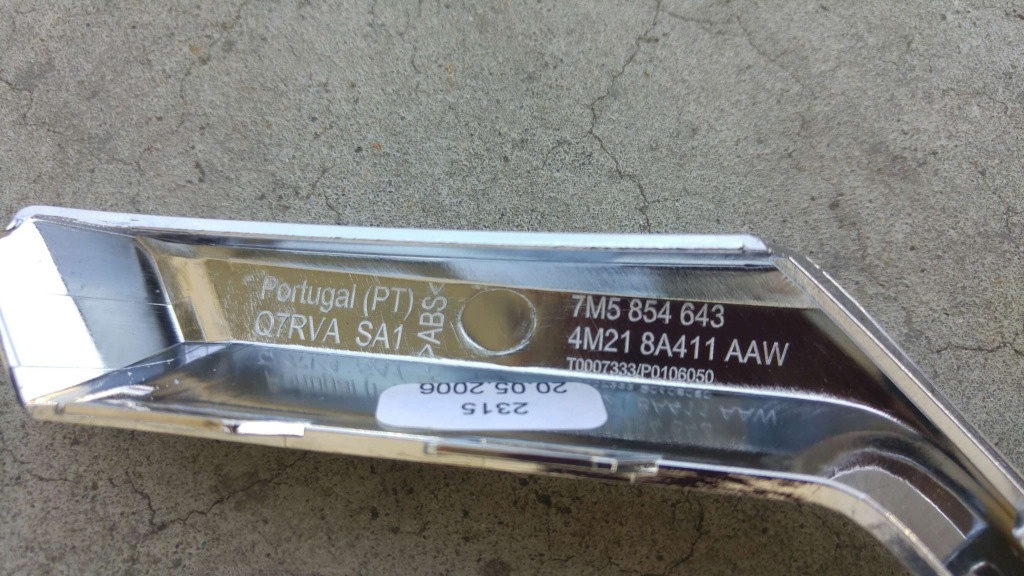 Portugal (PT)
Q7RVA SA1
>ABS<
7M5 854 643
4M21 8A411 AAW
T0007333/P0106050
2315
20.05.2006